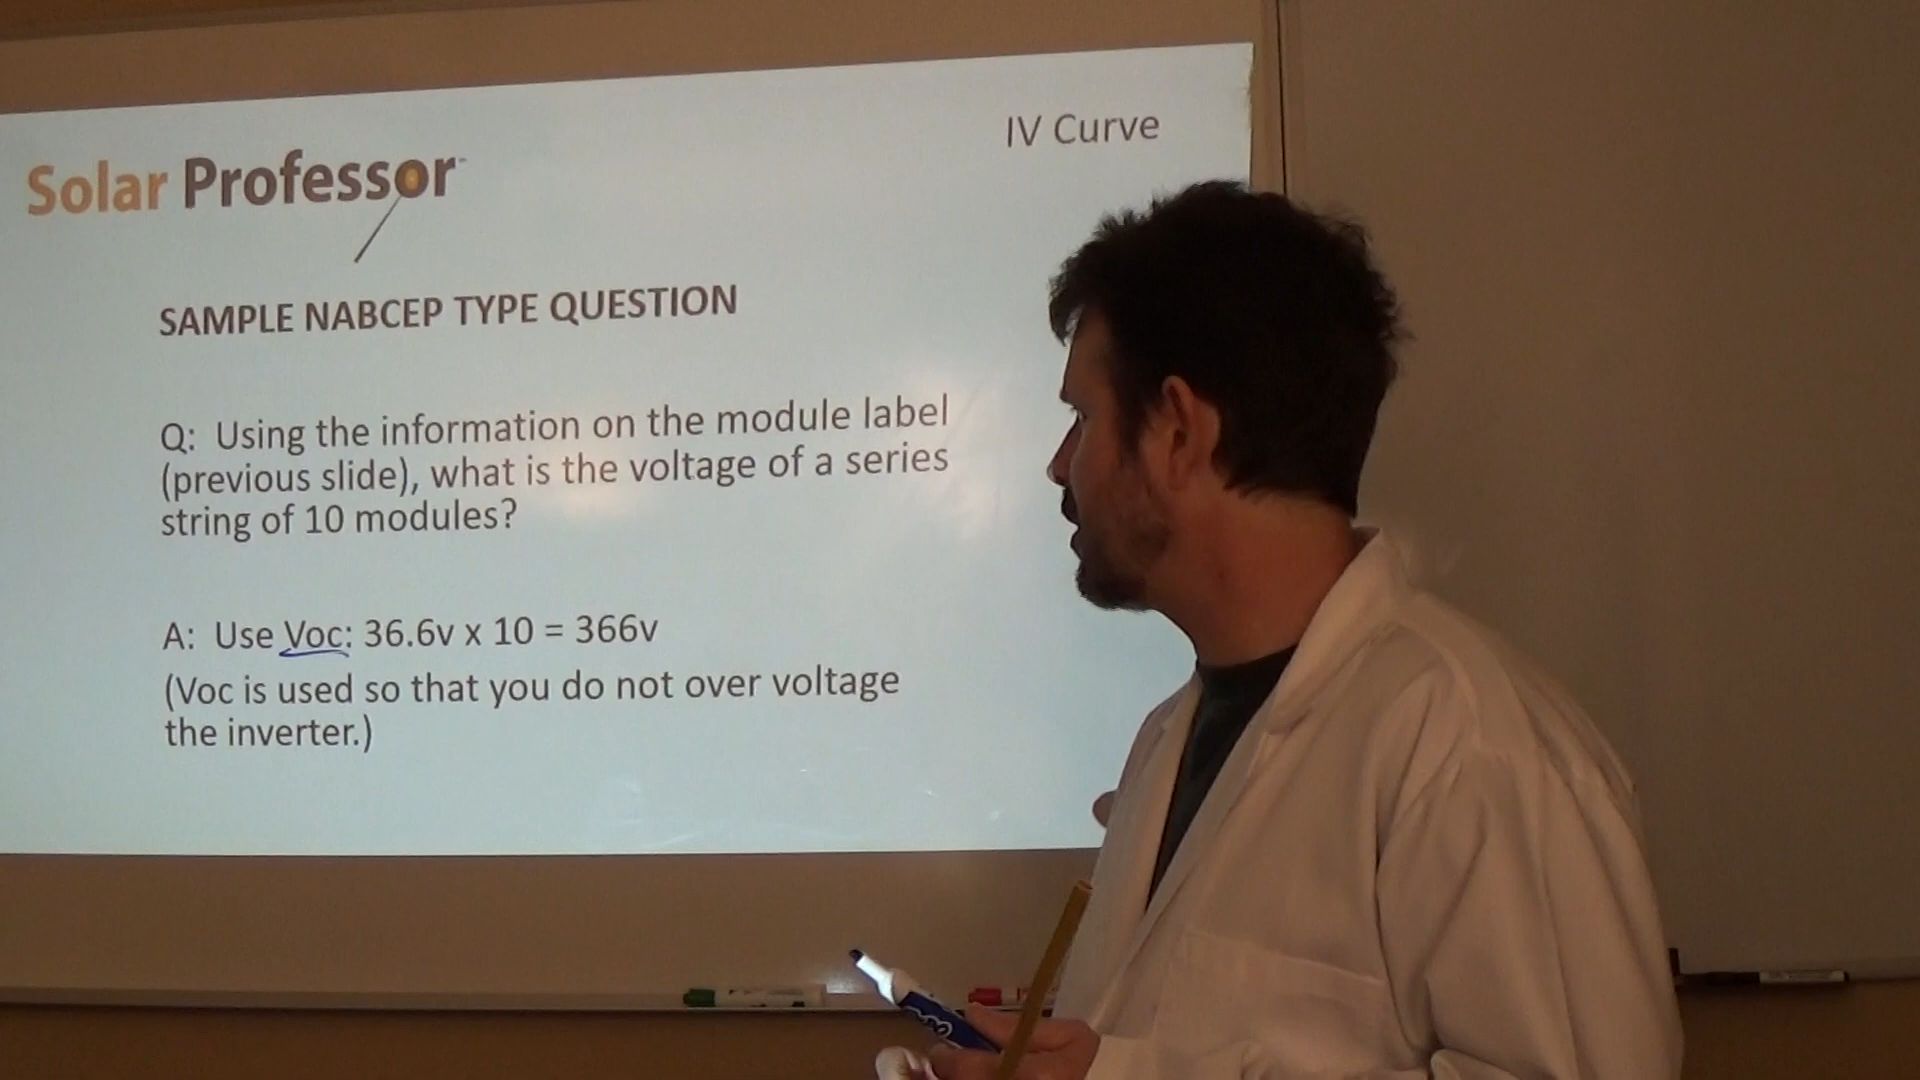 IV Curve
Solar Professor
SAMPLE NABCEP TYPE QUESTION
Q: Using the information on the module label
(previous slide), what is the voltage of a series
string of 10 modules?
A: Use Voc: 36.6v x 10 = 366v
(Voc is used so that you do not over voltage
the inverter.)